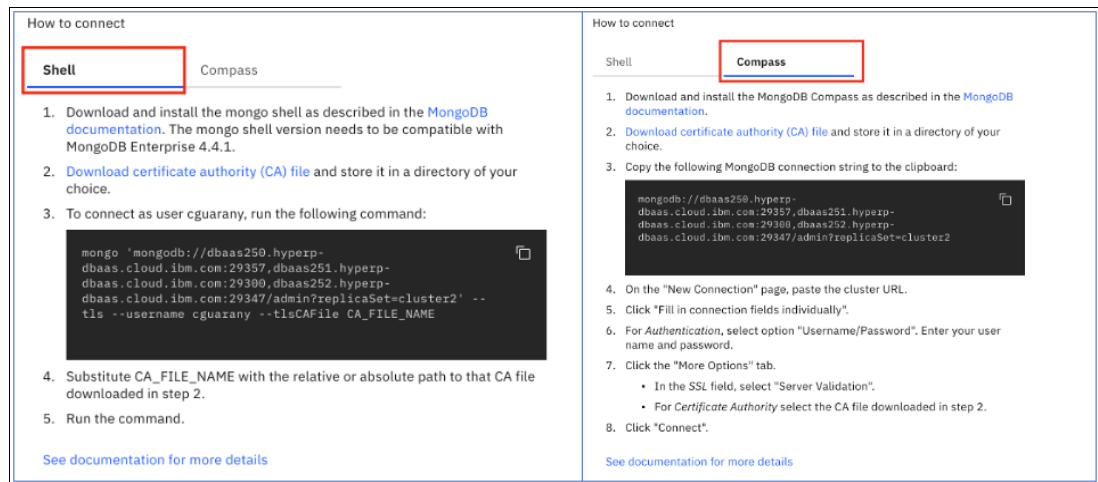 How to connect
Shell
Compass
1. Download and install the mongo shell as described in the MongoDB
documentation. The mongo shell version needs to be compatible with
MongoDB Enterprise 4.4.1.
2. Download certificate authority (CA) file and store it in a directory of your
choice.
3. To connect as user cguarany, run the following command:
mongo 'mongodb://dbaas250.hyperp-
dbaas.cloud.ibm.com:29357,dbaas251.hyperp-
dbaas.cloud.ibm.com:29300,dbaas252.hyperp-
dbaas.cloud.ibm.com:29347/admin?replicaSet=cluster2' --
tls --username cguarany --tlsCAFile CA_FILE_NAME
4. Substitute CA_FILE_NAME with the relative or absolute path to that CA file
downloaded in step 2.
5. Run the command.
See documentation for more details
How to connect
Shell
Compass
1. Download and install the MongoDB Compass as described in the MongoDB
documentation.
2. Download certificate authority (CA) file and store it in a directory of your
choice.
3. Copy the following MongoDB connection string to the clipboard:
mongodb://dbaas250.hyperp-
dbaas.cloud.ibm.com:29357,dbaas251.hyperp-
dbaas.cloud.ibm.com:29300,dbaas252.hyperp-
dbaas.cloud.ibm.com:29347/admin?replicaSet=cluster2
4. On the "New Connection" page, paste the cluster URL.
5. Click "Fill in connection fields individually".
6. For Authentication, select option "Username/Password". Enter your user
name and password.
7. Click the "More Options" tab.
• In the SSL field, select "Server Validation".
• For Certificate Authority select the CA file downloaded in step 2.
8. Click "Connect".
See documentation for more details